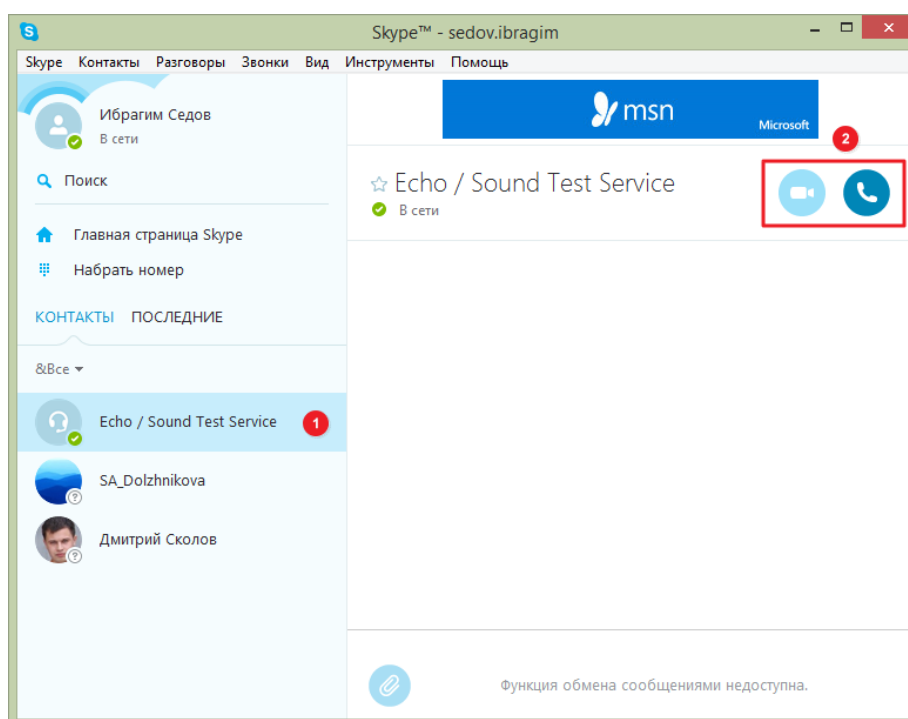 Skype™ - sedov.ibragim
Skype Контакты Разговоры Звонки Вид Инструменты Помощь
Ибрагим Седов
В сети
Поиск
Главная страница Skype
Набрать номер
КОНТАКТЫ ПОСЛЕДНИЕ
&Все
Echo / Sound Test Service 1
SA_Dolzhnikova
Дмитрий Сколов
msn
Microsoft
2
Echo / Sound Test Service
В сети
Функция обмена сообщениями недоступна.